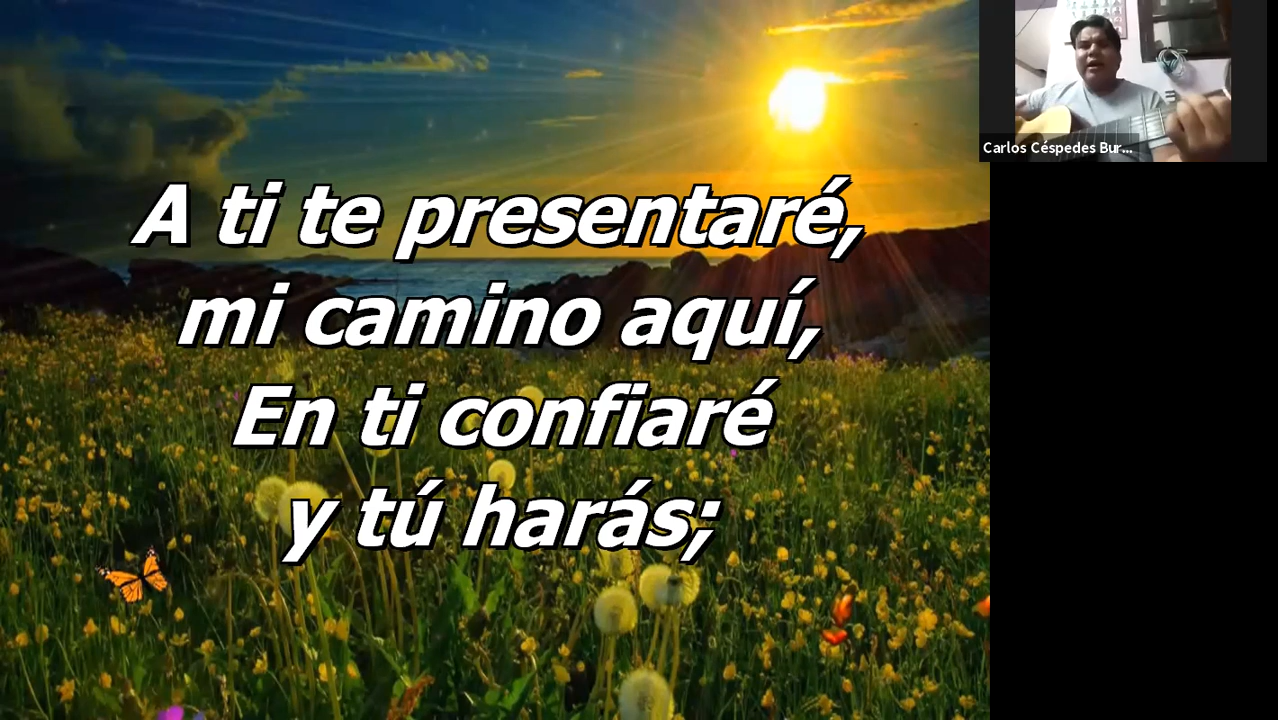 A ti te presentaré,
mi camino aquí,
En ti confiaré
y tú harás;
Carlos Céspedes Bur...